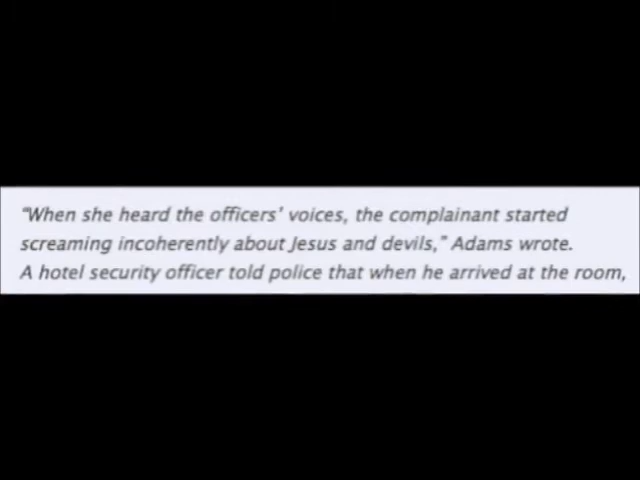 "When she heard the officers' voices, the complainant started
screaming incoherently about Jesus and devils," Adams wrote.
A hotel security officer told police that when he arrived at the room,